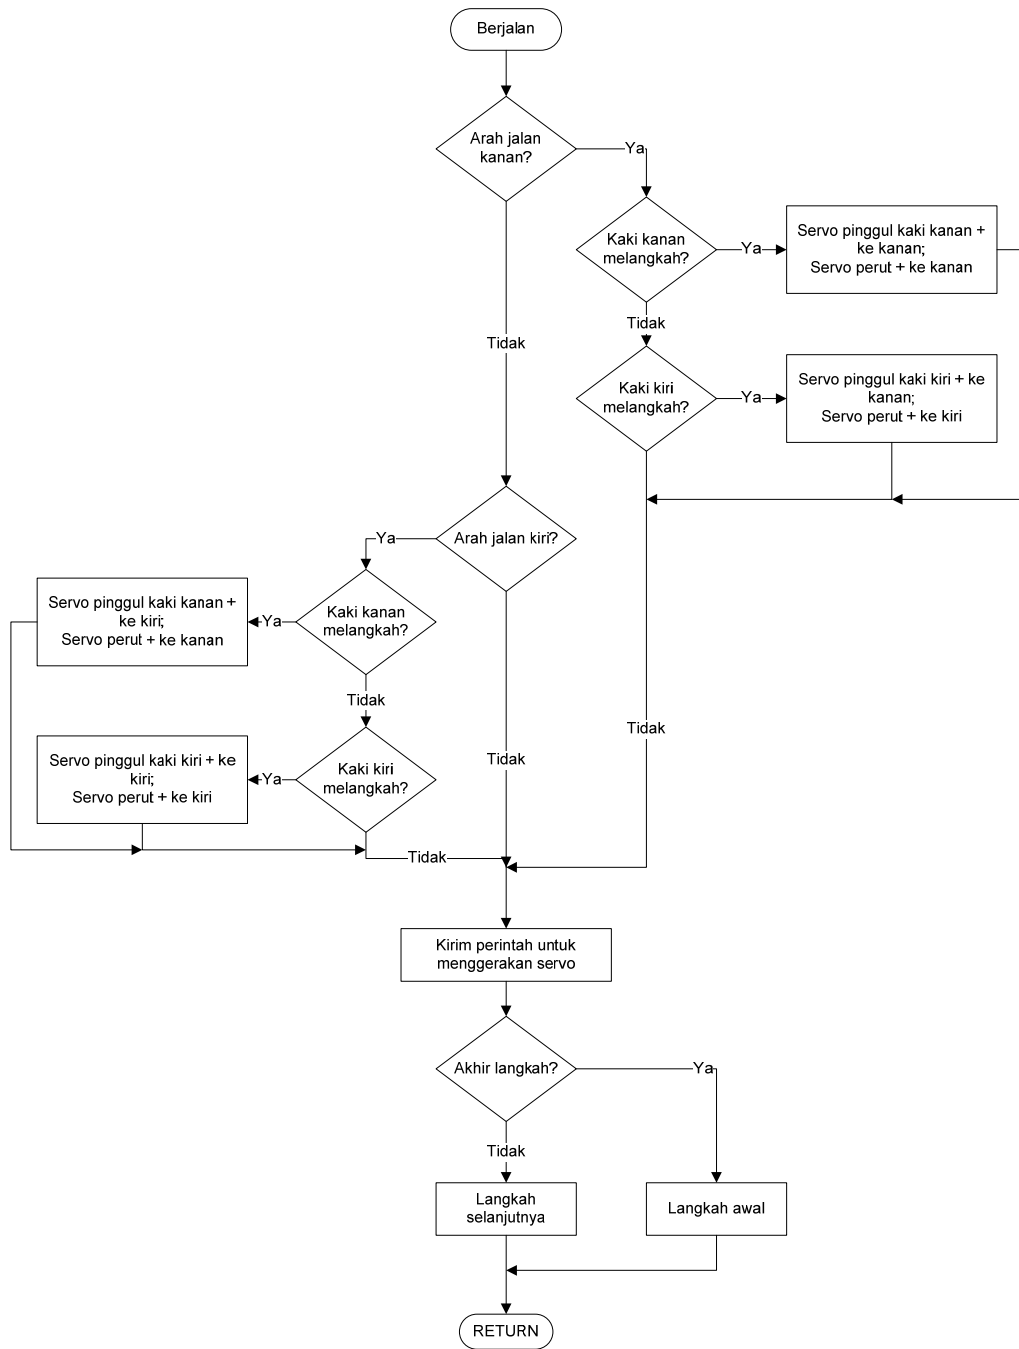 Berjalan
Arah jalan
kanan?
Ya
Kaki kanan
melangkah?
Ya
Servo pinggul kaki kanan +
ke kanan;
Servo perut + ke kanan
Tidak
Tidak
Kaki kiri
melangkah?
Ya
Servo pinggul kaki kiri + ke
kanan;
Servo perut + ke kiri
Arah jalan kiri?
Ya
Kaki kanan
melangkah?
Ya
Servo pinggul kaki kanan +
ke kiri;
Servo perut + ke kanan
Tidak
Kaki kiri
melangkah?
Ya
Servo pinggul kaki kiri + ke
kiri;
Servo perut + ke kiri
Tidak
Tidak
Tidak
Kirim perintah untuk
menggerakan servo
Akhir langkah?
Ya
Tidak
Langkah
selanjutnya
Langkah awal
RETURN